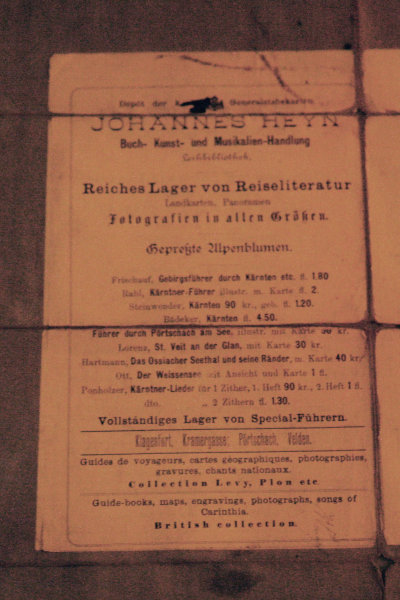 Depôt der k. Generalstabskarten.
JOHANNES HEYN
Buch- Kunst- und Musikalien-Handlung
Leihbibliothek.
Reiches Lager von Reiseliteratur
Landkarten, Panoramen
Fotografien in allen Größen.
Gepreßte Alpenblumen.
Frischauf, Gebirgsführer durch Kärnten etc. fl. 1.80
Rabl, Kärntner-Führer illustr. m. Karte fl. 2.
Steinwender, Kärnten 90 kr., geb. fl. 1.20.
Bädeker, Kärnten fl. 4.50.
Führer durch Pörtschach am See, illustr. mit Karte 50 kr.
Lorenz, St. Veit an der Glan, mit Karte 30 kr.
Hartmann, Das Ossiacher Seethal und seine Ränder, m. Karte 40 kr.
Ott, Der Weissensee mit Ansicht und Karte 1 fl.
Ponholzer, Kärntner-Lieder für 1 Zither, 1. Heft 90 kr., 2. Heft 1 fl.
dto. „ 2 Zithern fl. 1.30.
Vollständiges Lager von Special-Führern.
Klagenfurt, Kramergasse: Pörtschach, Velden.
Guides de voyageurs, cartes géographiques, photographies,
gravures, chants nationaux.
Collection Levy, Plon etc
Guide-books, maps, engravings, photographs, songs of
Carinthia.
British collection.